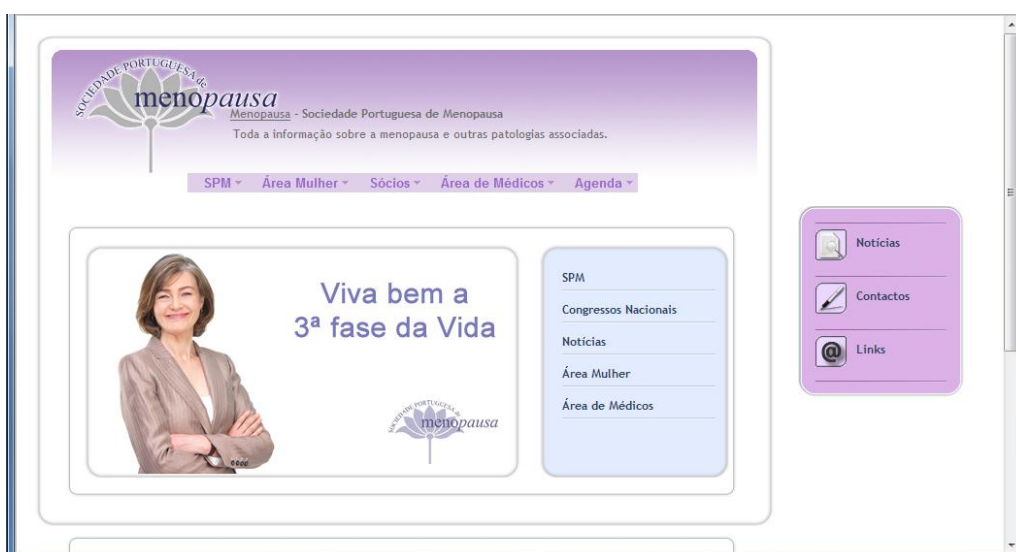 SOCIEDADE PORTUGUESA de
menopausa
Menopausa - Sociedade Portuguesa de Menopausa
Toda a informação sobre a menopausa e outras patologias associadas.
SPM Área Mulher Sócios Área de Médicos Agenda
Viva bem a
3ª fase da Vida
SOCIEDADE PORTUGUESA de
menopausa
SPM
Congressos Nacionais
Notícias
Área Mulher
Área de Médicos
Notícias
Contactos
@ Links